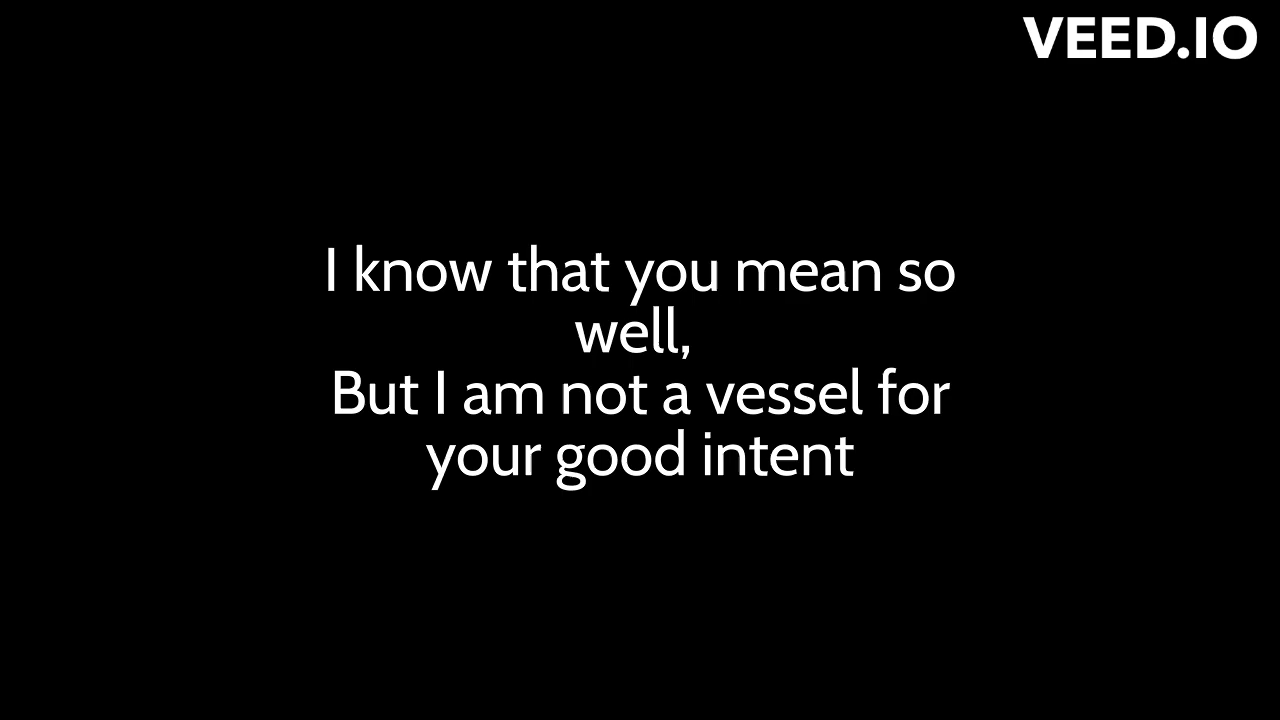 VEED.IO
I know that you mean so
well,
But I am not a vessel for
your good intent